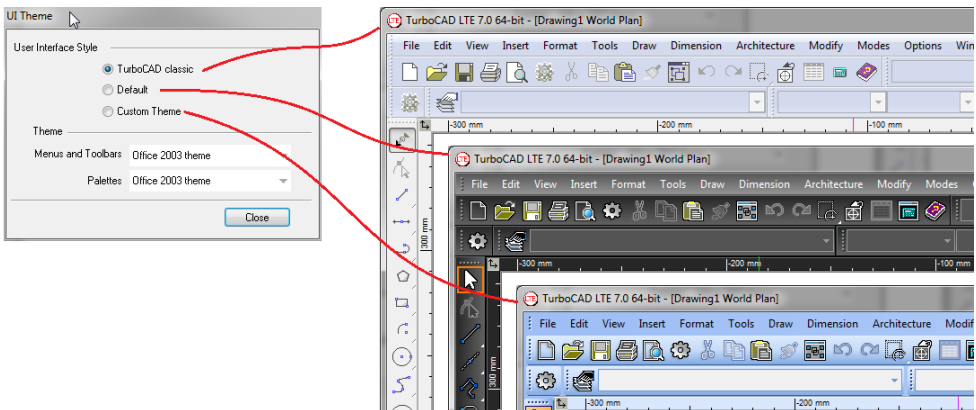 UI Theme
User Interface Style
TurboCAD classic
Default
Custom Theme
Theme
Menus and Toolbars Office 2003 theme
Palettes Office 2003 theme
Close
LTE TurboCAD LTE 7.0 64-bit - [Drawing1 World Plan]
File Edit View Insert Format Tools Draw Dimension Architecture Modify Modes Options Win
-300 mm -200 mm -100 mm
300 mm
LTE TurboCAD LTE 7.0 64-bit - [Drawing1 World Plan]
File Edit View Insert Format Tools Draw Dimension Architecture Modify Modes
-300 mm -200 mm -100 mm
300 mm
LTE TurboCAD LTE 7.0 64-bit - [Drawing1 World Plan]
File Edit View Insert Format Tools Draw Dimension Architecture Modif
-300 mm -200 mm